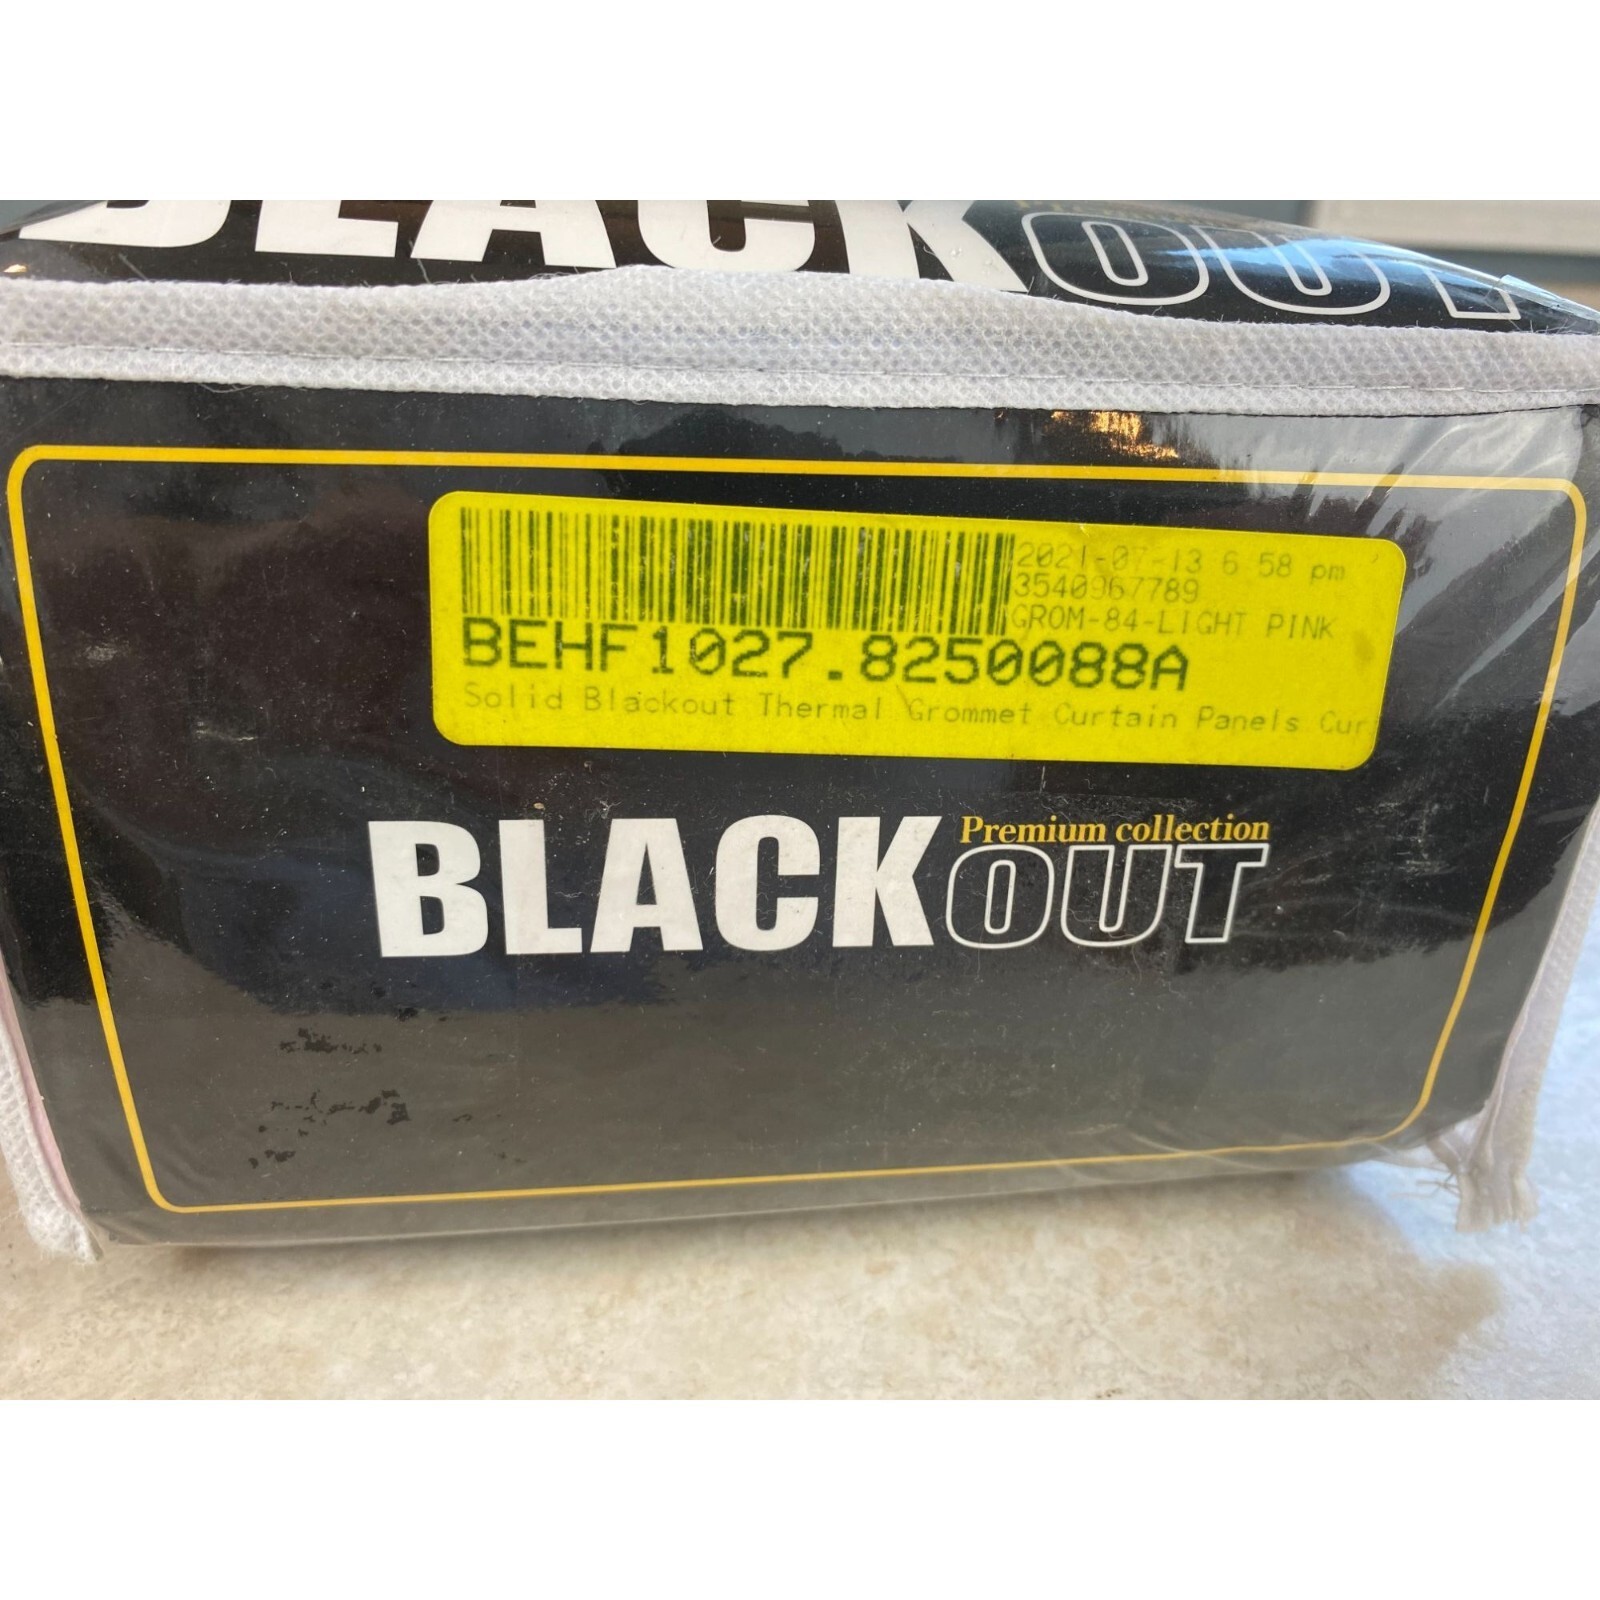 BLACKOUT
2021-07-13 6 58 pm
3540967789
GROM-84-LIGHT PINK
BEHF1027.8250088A
Solid Blackout Thermal Grommet Curtain Panels Cur
Premium collection
BLACKOUT